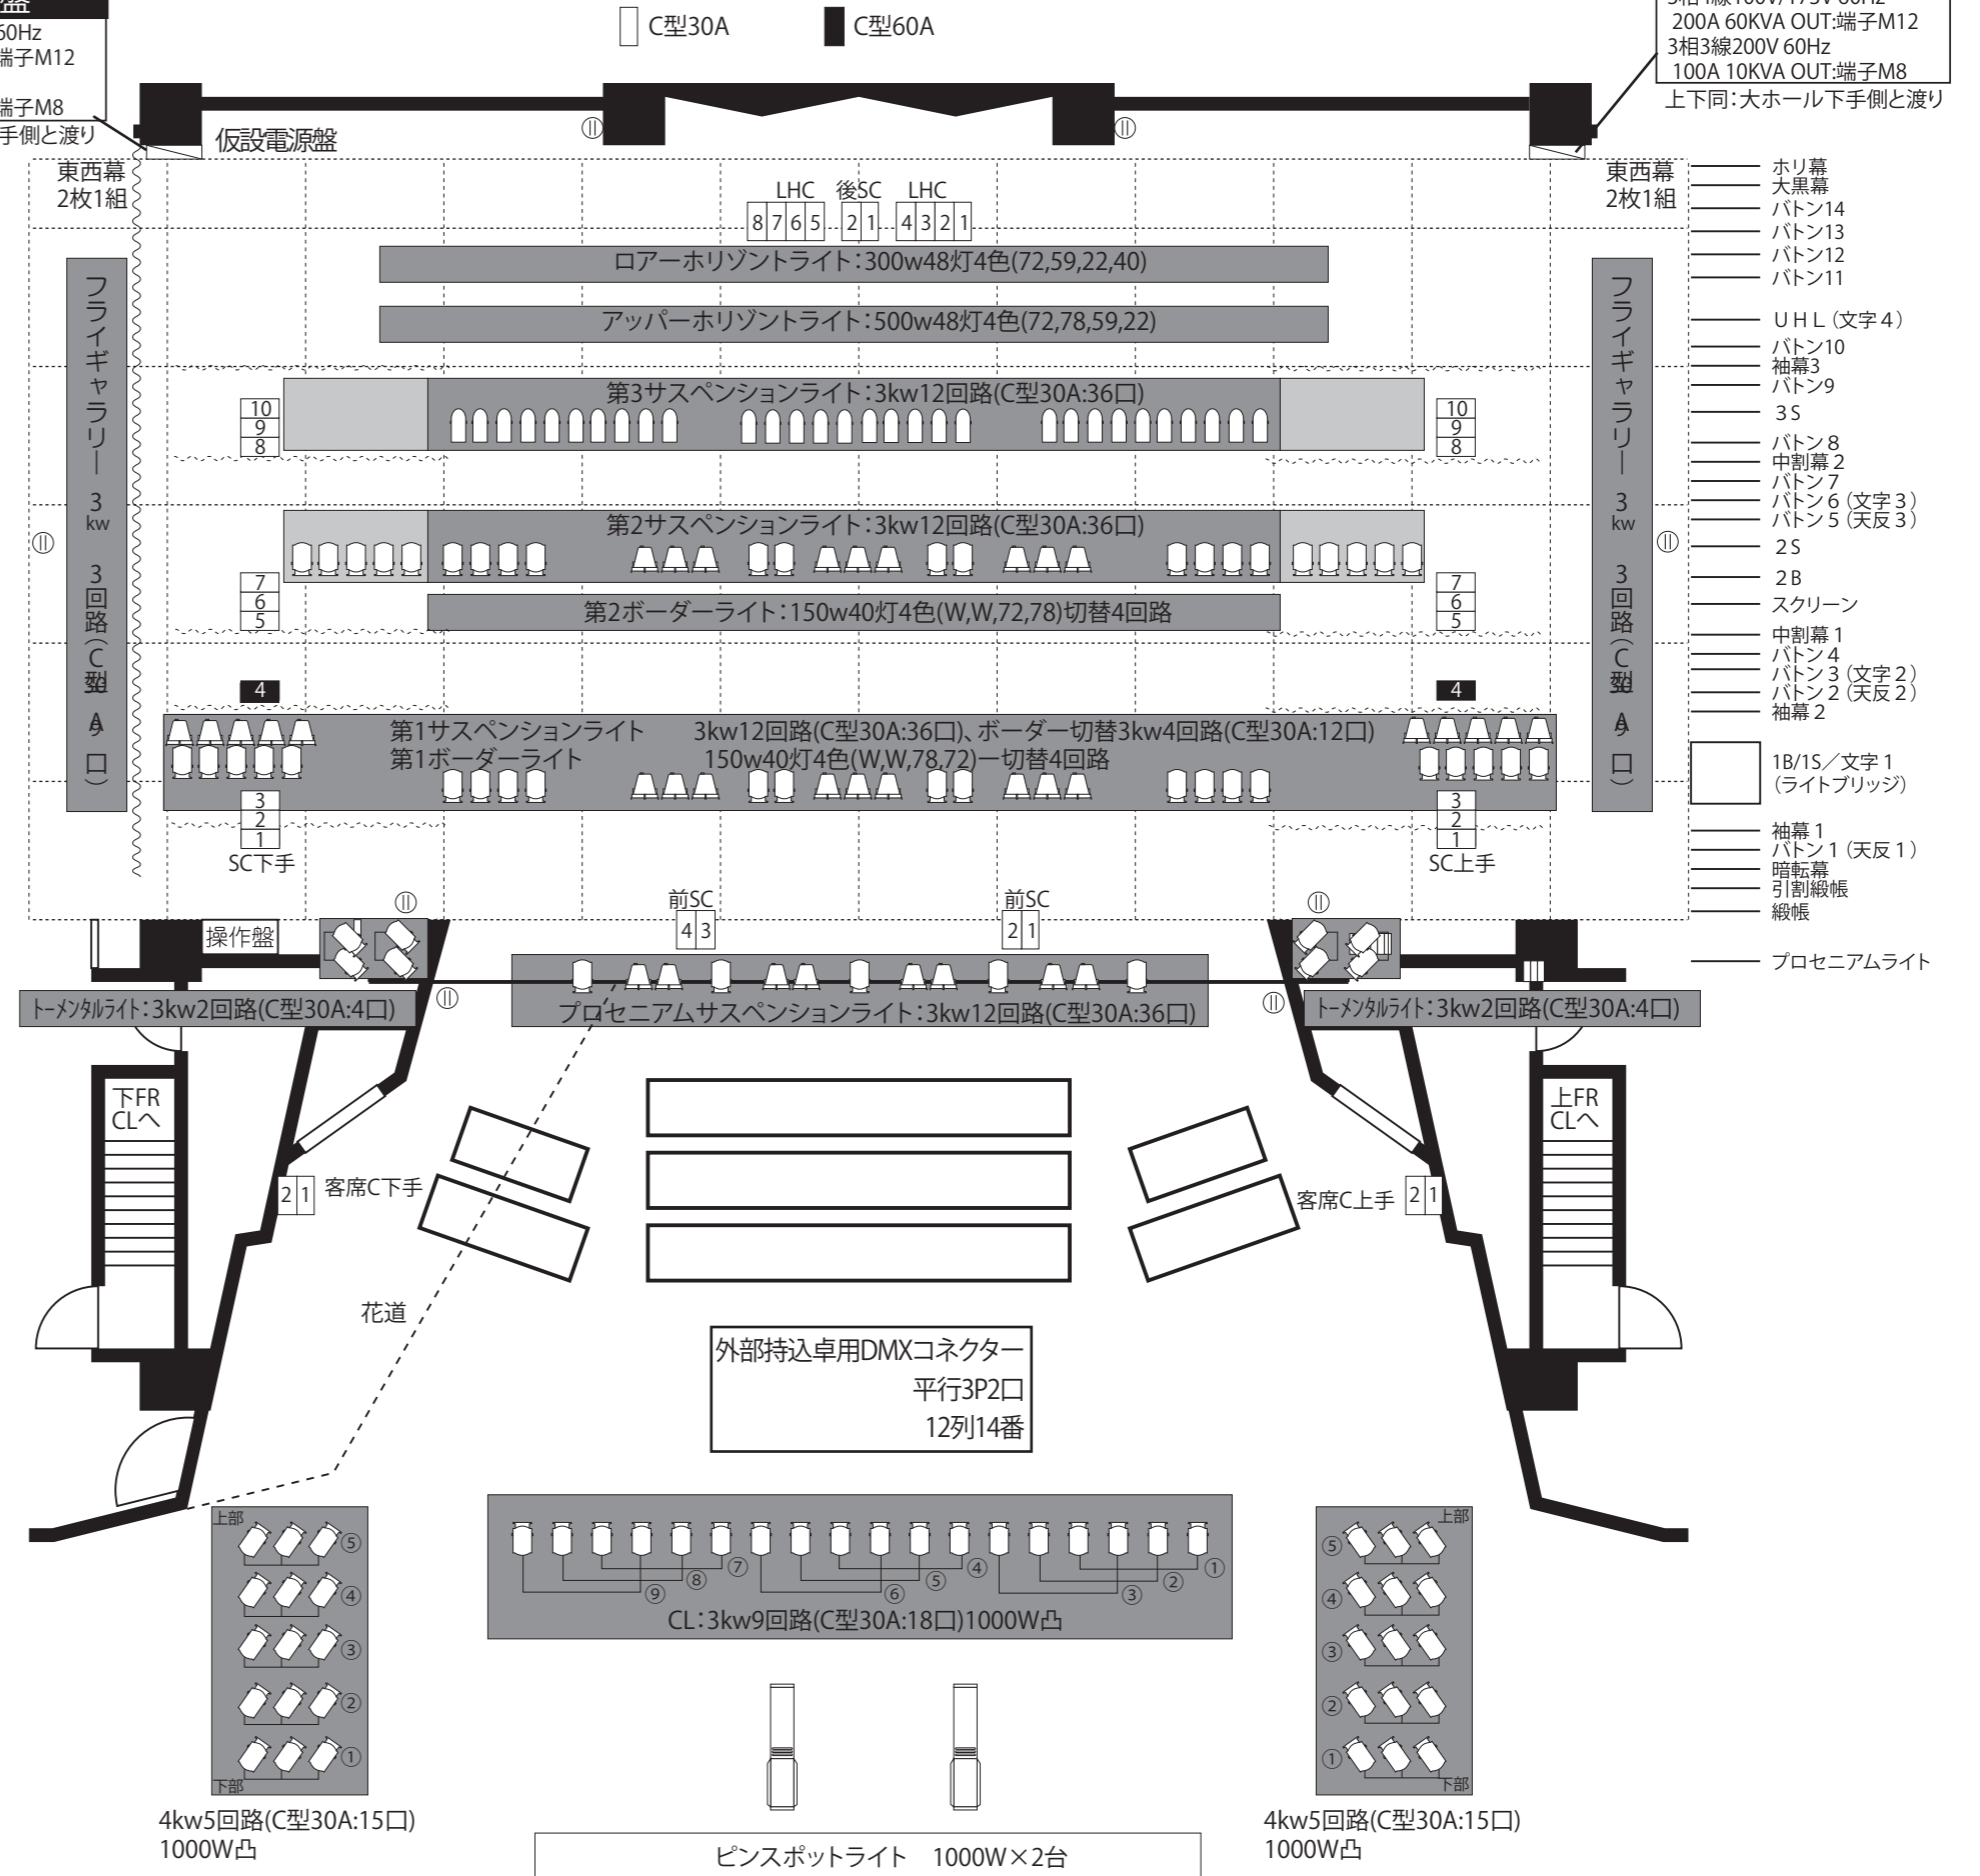 盤
60Hz
端子M12
端子M8
手側と渡り
C型30A
C型60A
200A 60KVA OUT:端子M12
3相3線200V 60Hz
100A 10KVA OUT:端子M8
上下同：大ホール下手側と渡り
仮設電源盤
東西幕
2枚1組
東西幕
2枚1組
LHC
後SC
LHC
8 7 6 5
2 1
4 3 2 1
ロアーホリゾントライト：300w48灯4色(72,59,22,40)
アッパーホリゾントライト：500w48灯4色(72,78,59,22)
第3サスペンションライト：3kw12回路(C型30A:36口)
10
9
8
10
9
8
第2サスペンションライト：3kw12回路(C型30A:36口)
7
6
5
7
6
5
第2ボーダーライト：150w40灯4色(W,W,72,78)切替4回路
4
4
第1サスペンションライト 3kw12回路(C型30A:36口)、ボーダー切替3kw4回路(C型30A:12口)
第1ボーダーライト 150w40灯4色(W,W,78,72)ー切替4回路
3
2
1
SC下手
3
2
1
SC上手
フライギャラリー 3kw 3回路(C型30A 9口)
フライギャラリー 3kw 3回路(C型30A 9口)
ホリ幕
大黒幕
バトン14
バトン13
バトン12
バトン11
ＵＨＬ(文字４)
バトン10
袖幕3
バトン9
３S
バトン８
中割幕２
バトン７
バトン６(文字３)
バトン５(天反３)
２S
２B
スクリーン
中割幕１
バトン４
バトン３(文字２)
バトン２(天反２)
袖幕２
1B/1S／文字１
(ライトブリッジ)
袖幕１
バトン１(天反１)
暗転幕
引割緞帳
緞帳
プロセニアムライト
前SC
4 3
前SC
2 1
操作盤
ﾄｰﾒﾝﾀﾙﾗｲﾄ：3kw2回路(C型30A:4口)
プロセニアムサスペンションライト：3kw12回路(C型30A:36口)
ﾄｰﾒﾝﾀﾙﾗｲﾄ：3kw2回路(C型30A:4口)
下FR
CLへ
上FR
CLへ
2 1
客席C下手
客席C上手
2 1
花道
外部持込卓用DMXコネクター
平行3P2口
12列14番
上部
⑤
④
③
②
①
下部
4kw5回路(C型30A:15口)
1000W凸
⑨ ⑧ ⑦ ⑥ ⑤ ④ ③ ② ①
CL：3kw9回路(C型30A:18口)1000W凸
上部
⑤
④
③
②
①
下部
4kw5回路(C型30A:15口)
1000W凸
ピンスポットライト 1000W×2台